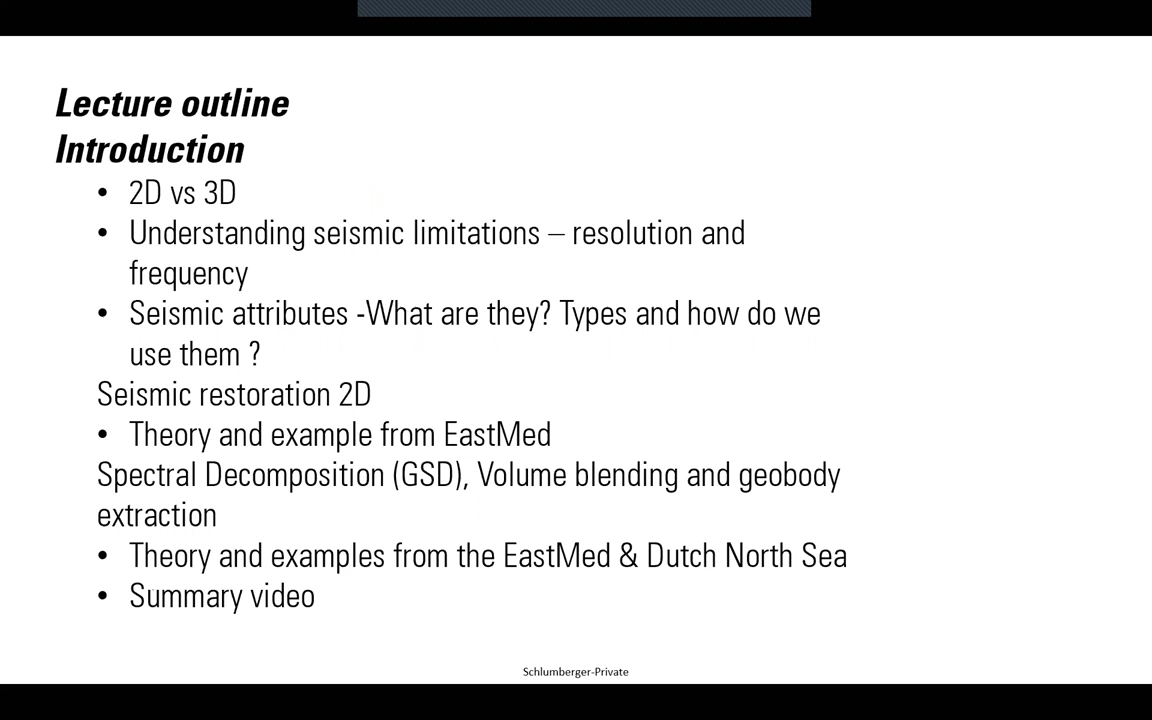 Lecture outline
Introduction
• 2D vs 3D
• Understanding seismic limitations – resolution and
frequency
• Seismic attributes -What are they? Types and how do we
use them ?
Seismic restoration 2D
• Theory and example from EastMed
Spectral Decomposition (GSD), Volume blending and geobody
extraction
• Theory and examples from the EastMed & Dutch North Sea
• Summary video
Schlumberger-Private